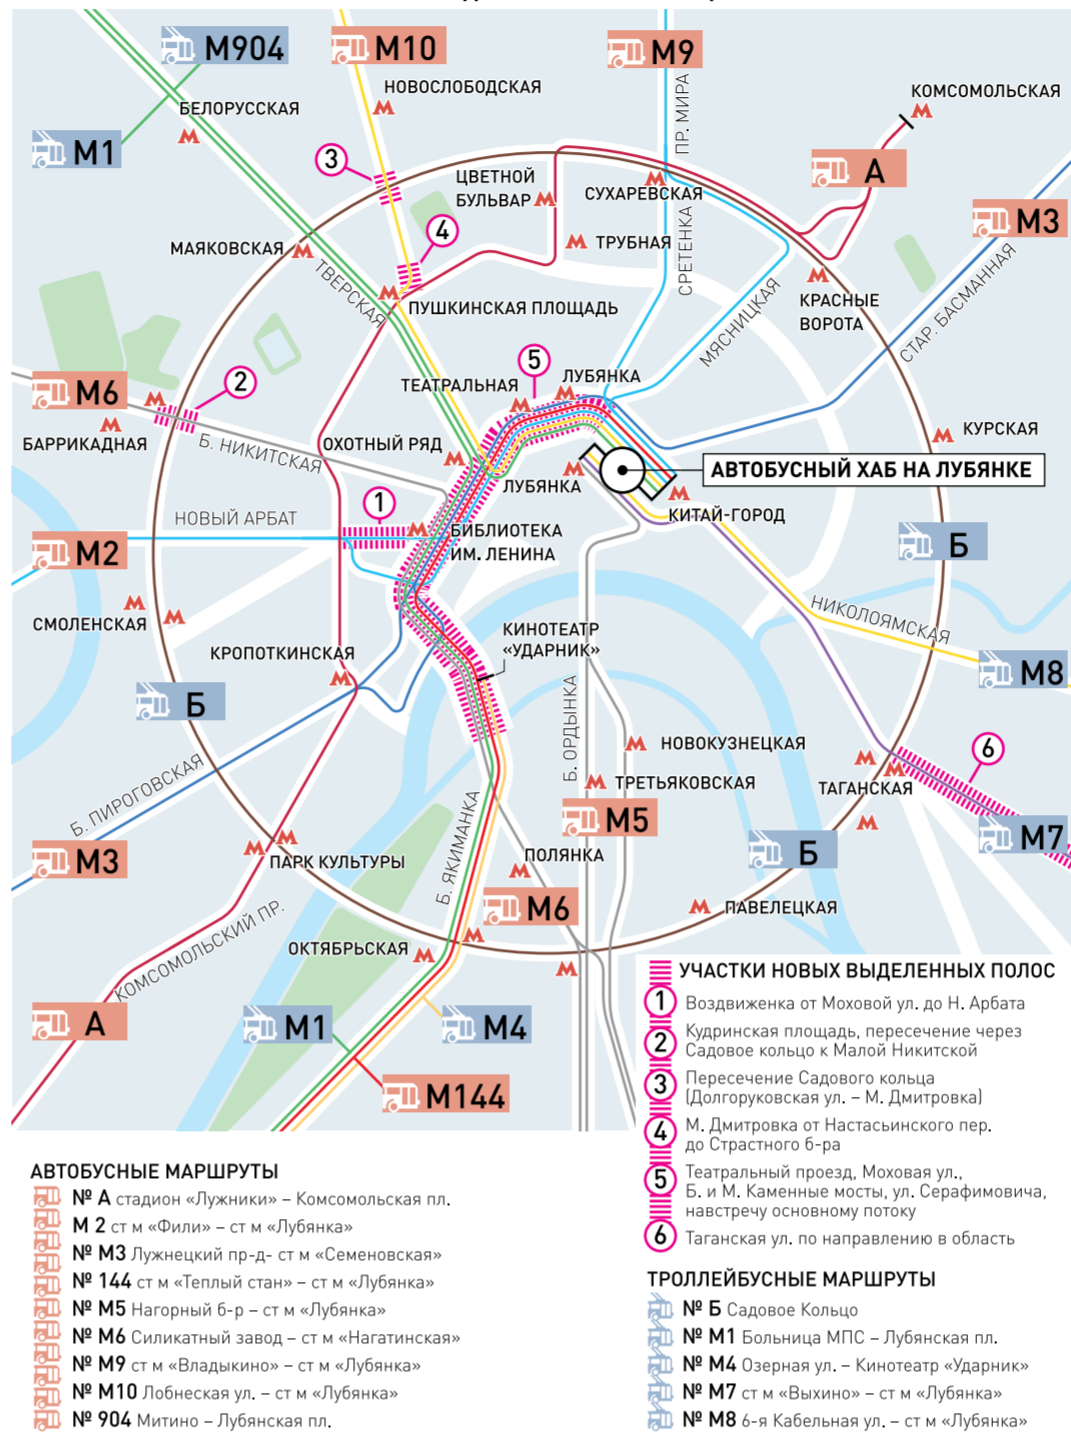 М904
М10
М9
НОВОСЛОБОДСКАЯ
КОМСОМОЛЬСКАЯ
БЕЛОРУССКАЯ
ПР. МИРА
М1
3
А
ЦВЕТНОЙ
БУЛЬВАР
СУХАРЕВСКАЯ
М3
4
МАЯКОВСКАЯ
ТРУБНАЯ
ТВЕРСКАЯ
СРЕТЕНКА
ПУШКИНСКАЯ ПЛОЩАДЬ
МЯСНИЦКАЯ
КРАСНЫЕ
ВОРОТА
СТАР. БАСМАННАЯ
М6
2
5
ТЕАТРАЛЬНАЯ
ЛУБЯНКА
БАРРИКАДНАЯ
Б. НИКИТСКАЯ
ОХОТНЫЙ РЯД
КУРСКАЯ
ЛУБЯНКА
АВТОБУСНЫЙ ХАБ НА ЛУБЯНКЕ
1
НОВЫЙ АРБАТ
КИТАЙ-ГОРОД
БИБЛИОТЕКА
ИМ. ЛЕНИНА
М2
Б
СМОЛЕНСКАЯ
НИКОЛОЯМСКАЯ
КИНОТЕАТР
«УДАРНИК»
КРОПОТКИНСКАЯ
М8
Б
Б. ОРДЫНКА
НОВОКУЗНЕЦКАЯ
6
Б. ПИРОГОВСКАЯ
ТРЕТЬЯКОВСКАЯ
ТАГАНСКАЯ
М5
М7
Б. ЯКИМАНКА
М3
ПАРК КУЛЬТУРЫ
ПОЛЯНКА
Б
М6
ПАВЕЛЕЦКАЯ
КОМСОМОЛЬСКИЙ ПР.
ОКТЯБРЬСКАЯ
А
М1
М4
М144
УЧАСТКИ НОВЫХ ВЫДЕЛЕННЫХ ПОЛОС
1 Воздвиженка от Моховой ул. до Н. Арбата
2 Кудринская площадь, пересечение через
Садовое кольцо к Малой Никитской
3 Пересечение Садового кольца
(Долгоруковская ул. – М. Дмитровка)
4 М. Дмитровка от Настасьинского пер.
до Страстного б-ра
5 Театральный проезд, Моховая ул.,
Б. и М. Каменные мосты, ул. Серафимовича,
навстречу основному потоку
6 Таганская ул. по направлению в область
АВТОБУСНЫЕ МАРШРУТЫ
№ А стадион «Лужники» – Комсомольская пл.
М 2 ст м «Фили» – ст м «Лубянка»
№ М3 Лужнецкий пр-д- ст м «Семеновская»
№ 144 ст м «Теплый стан» – ст м «Лубянка»
№ М5 Нагорный б-р – ст м «Лубянка»
№ М6 Силикатный завод – ст м «Нагатинская»
№ М9 ст м «Владыкино» – ст м «Лубянка»
№ М10 Лобнеская ул. – ст м «Лубянка»
№ 904 Митино – Лубянская пл.
ТРОЛЛЕЙБУСНЫЕ МАРШРУТЫ
№ Б Садовое Кольцо
№ М1 Больница МПС – Лубянская пл.
№ М4 Озерная ул. – Кинотеатр «Ударник»
№ М7 ст м «Выхино» – ст м «Лубянка»
№ М8 6-я Кабельная ул. – ст м «Лубянка»